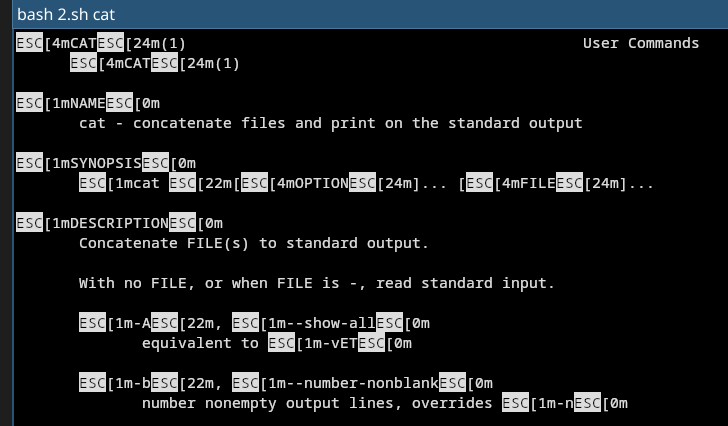 bash 2.sh cat
ESC[4mCATESC[24m(1) User Commands
ESC[4mCATESC[24m(1)
ESC[1mNAMEESC[0m
cat - concatenate files and print on the standard output
ESC[1mSYNOPSISESC[0m
ESC[1mcat ESC[22m[ESC[4mOPTIONESC[24m]... [ESC[4mFILEESC[24m]...
ESC[1mDESCRIPTIONESC[0m
Concatenate FILE(s) to standard output.
With no FILE, or when FILE is -, read standard input.
ESC[1m-AESC[22m, ESC[1m--show-allESC[0m
equivalent to ESC[1m-vETESC[0m
ESC[1m-bESC[22m, ESC[1m--number-nonblankESC[0m
number nonempty output lines, overrides ESC[1m-nESC[0m